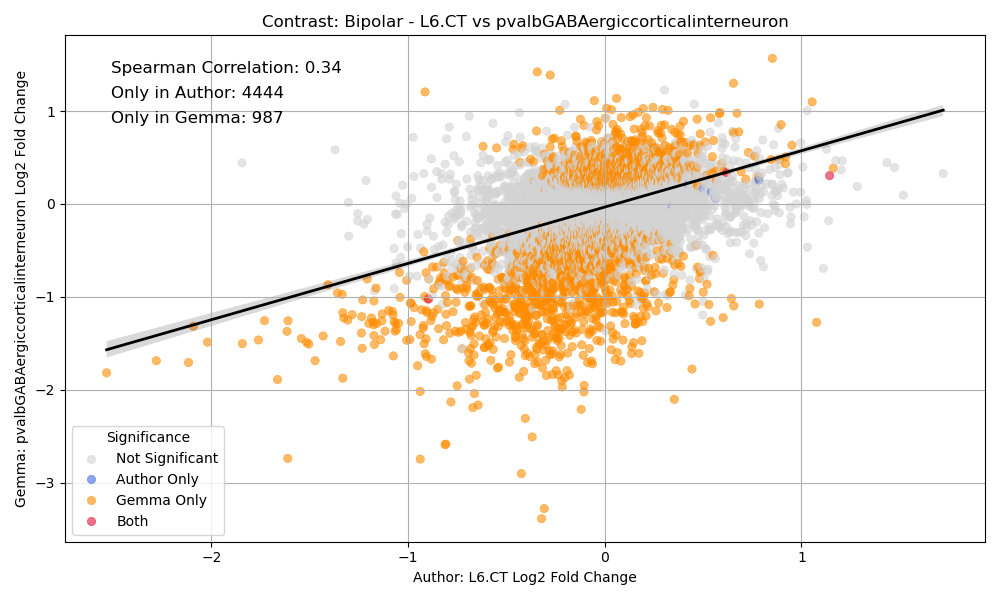 Contrast: Bipolar - L6.CT vs pvalbGABAergiccorticalinterneuron
Spearman Correlation: 0.34
Only in Author: 4444
Only in Gemma: 987
Gemma: pvalbGABAergiccorticalinterneuron Log2 Fold Change
1
0
−1
−2
−3
Significance
Not Significant
Author Only
Gemma Only
Both
−2
−1
0
1
Author: L6.CT Log2 Fold Change